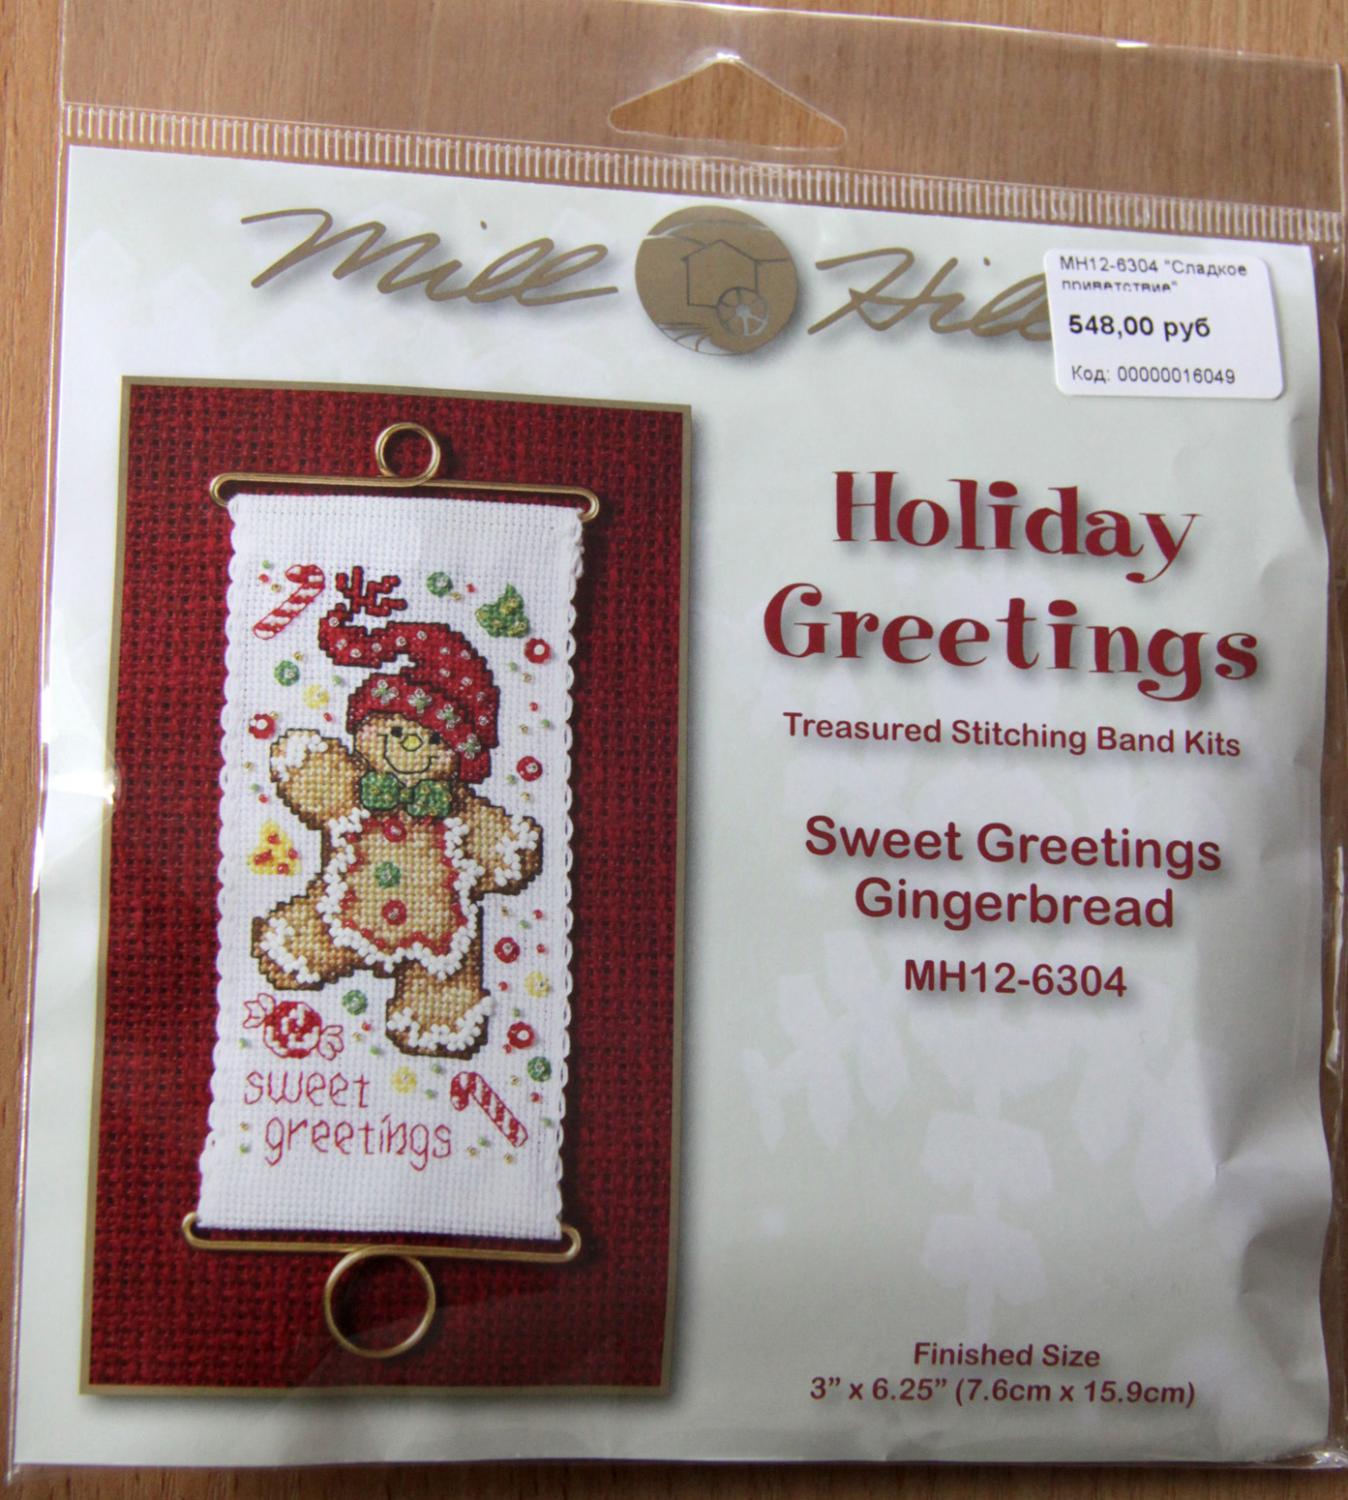 Mill Hill
МН12-6304 "Сладкое
приветствие"
548,00 руб
Код: 00000016049
Holiday
Greetings
Treasured Stitching Band Kits
Sweet Greetings
Gingerbread
MH12-6304
sweet
greetings
Finished Size
3” x 6.25” (7.6cm x 15.9cm)